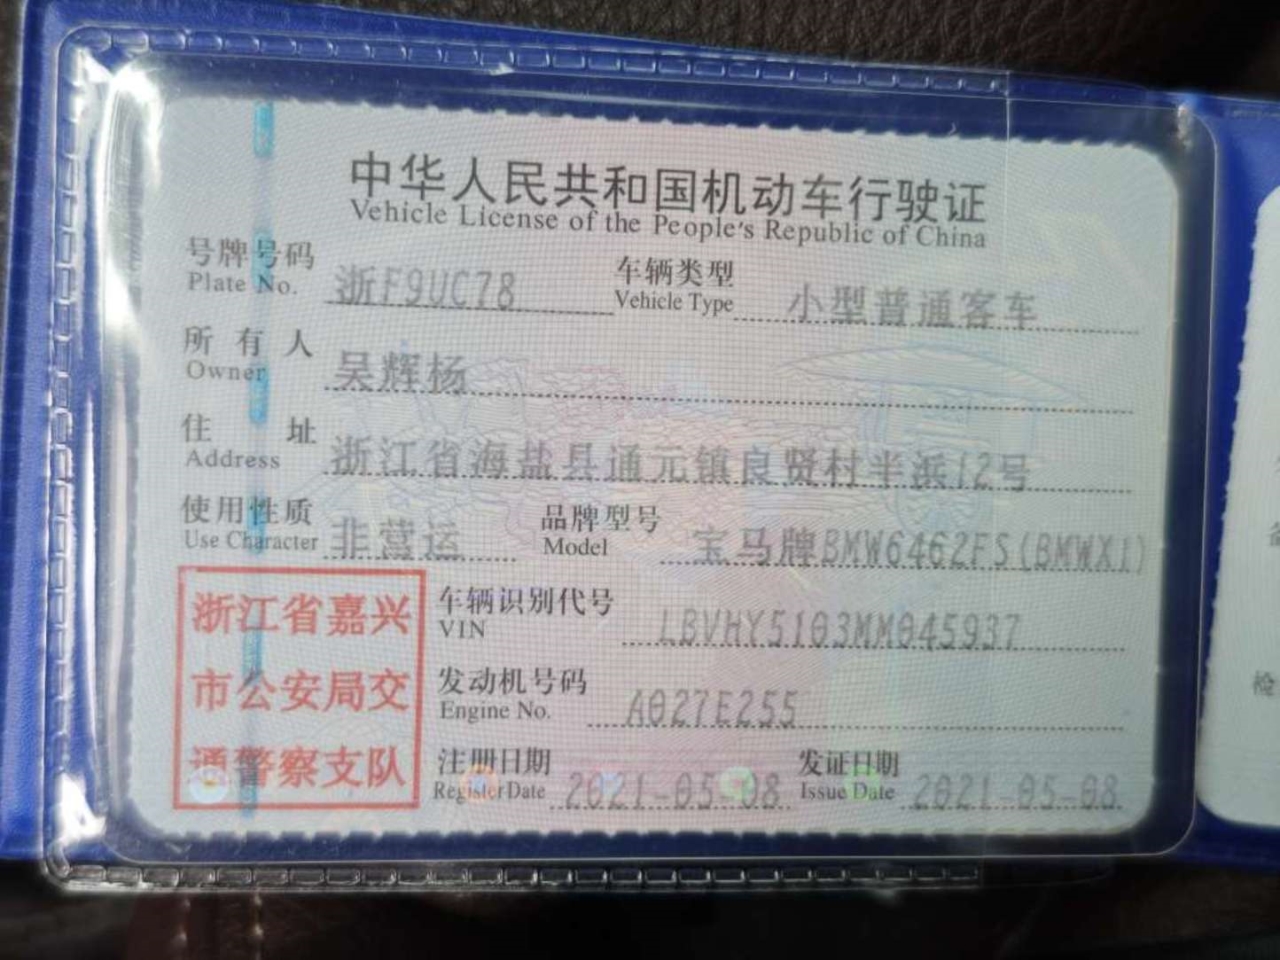 中华人民共和国机动车行驶证
Vehicle License of the People's Republic of China
号牌号码 浙F9UC78 车辆类型 小型普通客车
Plate No. Vehicle Type
所有人 吴辉杨
Owner
住址 浙江省海盐县通元镇良贤村半浜12号
Address
使用性质 非营运 品牌型号 宝马牌BMW6462FS(BMWX1)
Use Character Model
浙江省嘉兴
市公安局交
通警察支队
车辆识别代号 LBVHY5103MM045937
VIN
发动机号码 A027E255
Engine No.
注册日期 2021-05-08 发证日期 2021-05-08
Register Date Issue Date
检